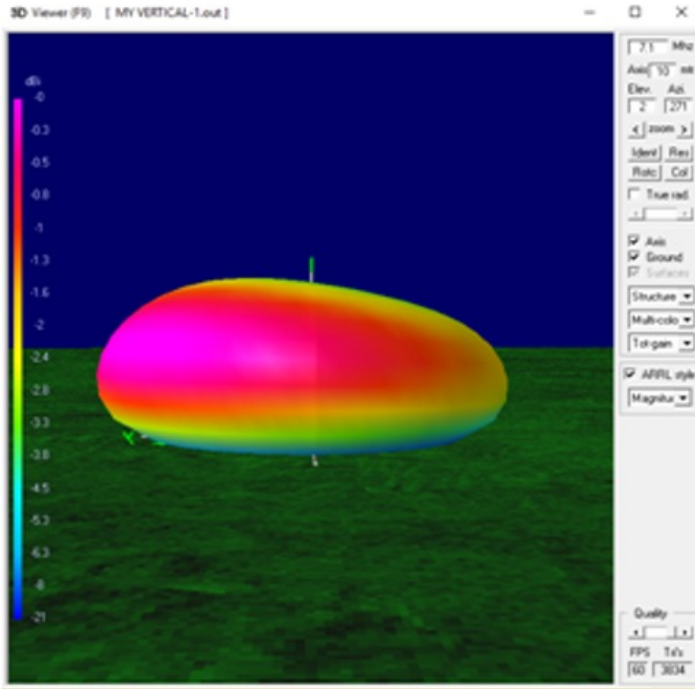 3D Viewer (F9) [ MY VERTICAL-1.out ]
7.1 Mhz
Axis 10 mtr
Elev. Azi.
2 271
< zoom >
Ident Res
Rotc Col
True rad.
Axis
Ground
Surfaces
Structure
Multi-colo
Tot-gain
ARRL style
Magnituc
Quality
FPS Tri's
60 3834
dBi
-0
-0.3
-0.5
-0.8
-1
-1.3
-1.6
-2
-2.4
-2.8
-3.3
-3.8
-4.5
-5.3
-6.3
-8
-21